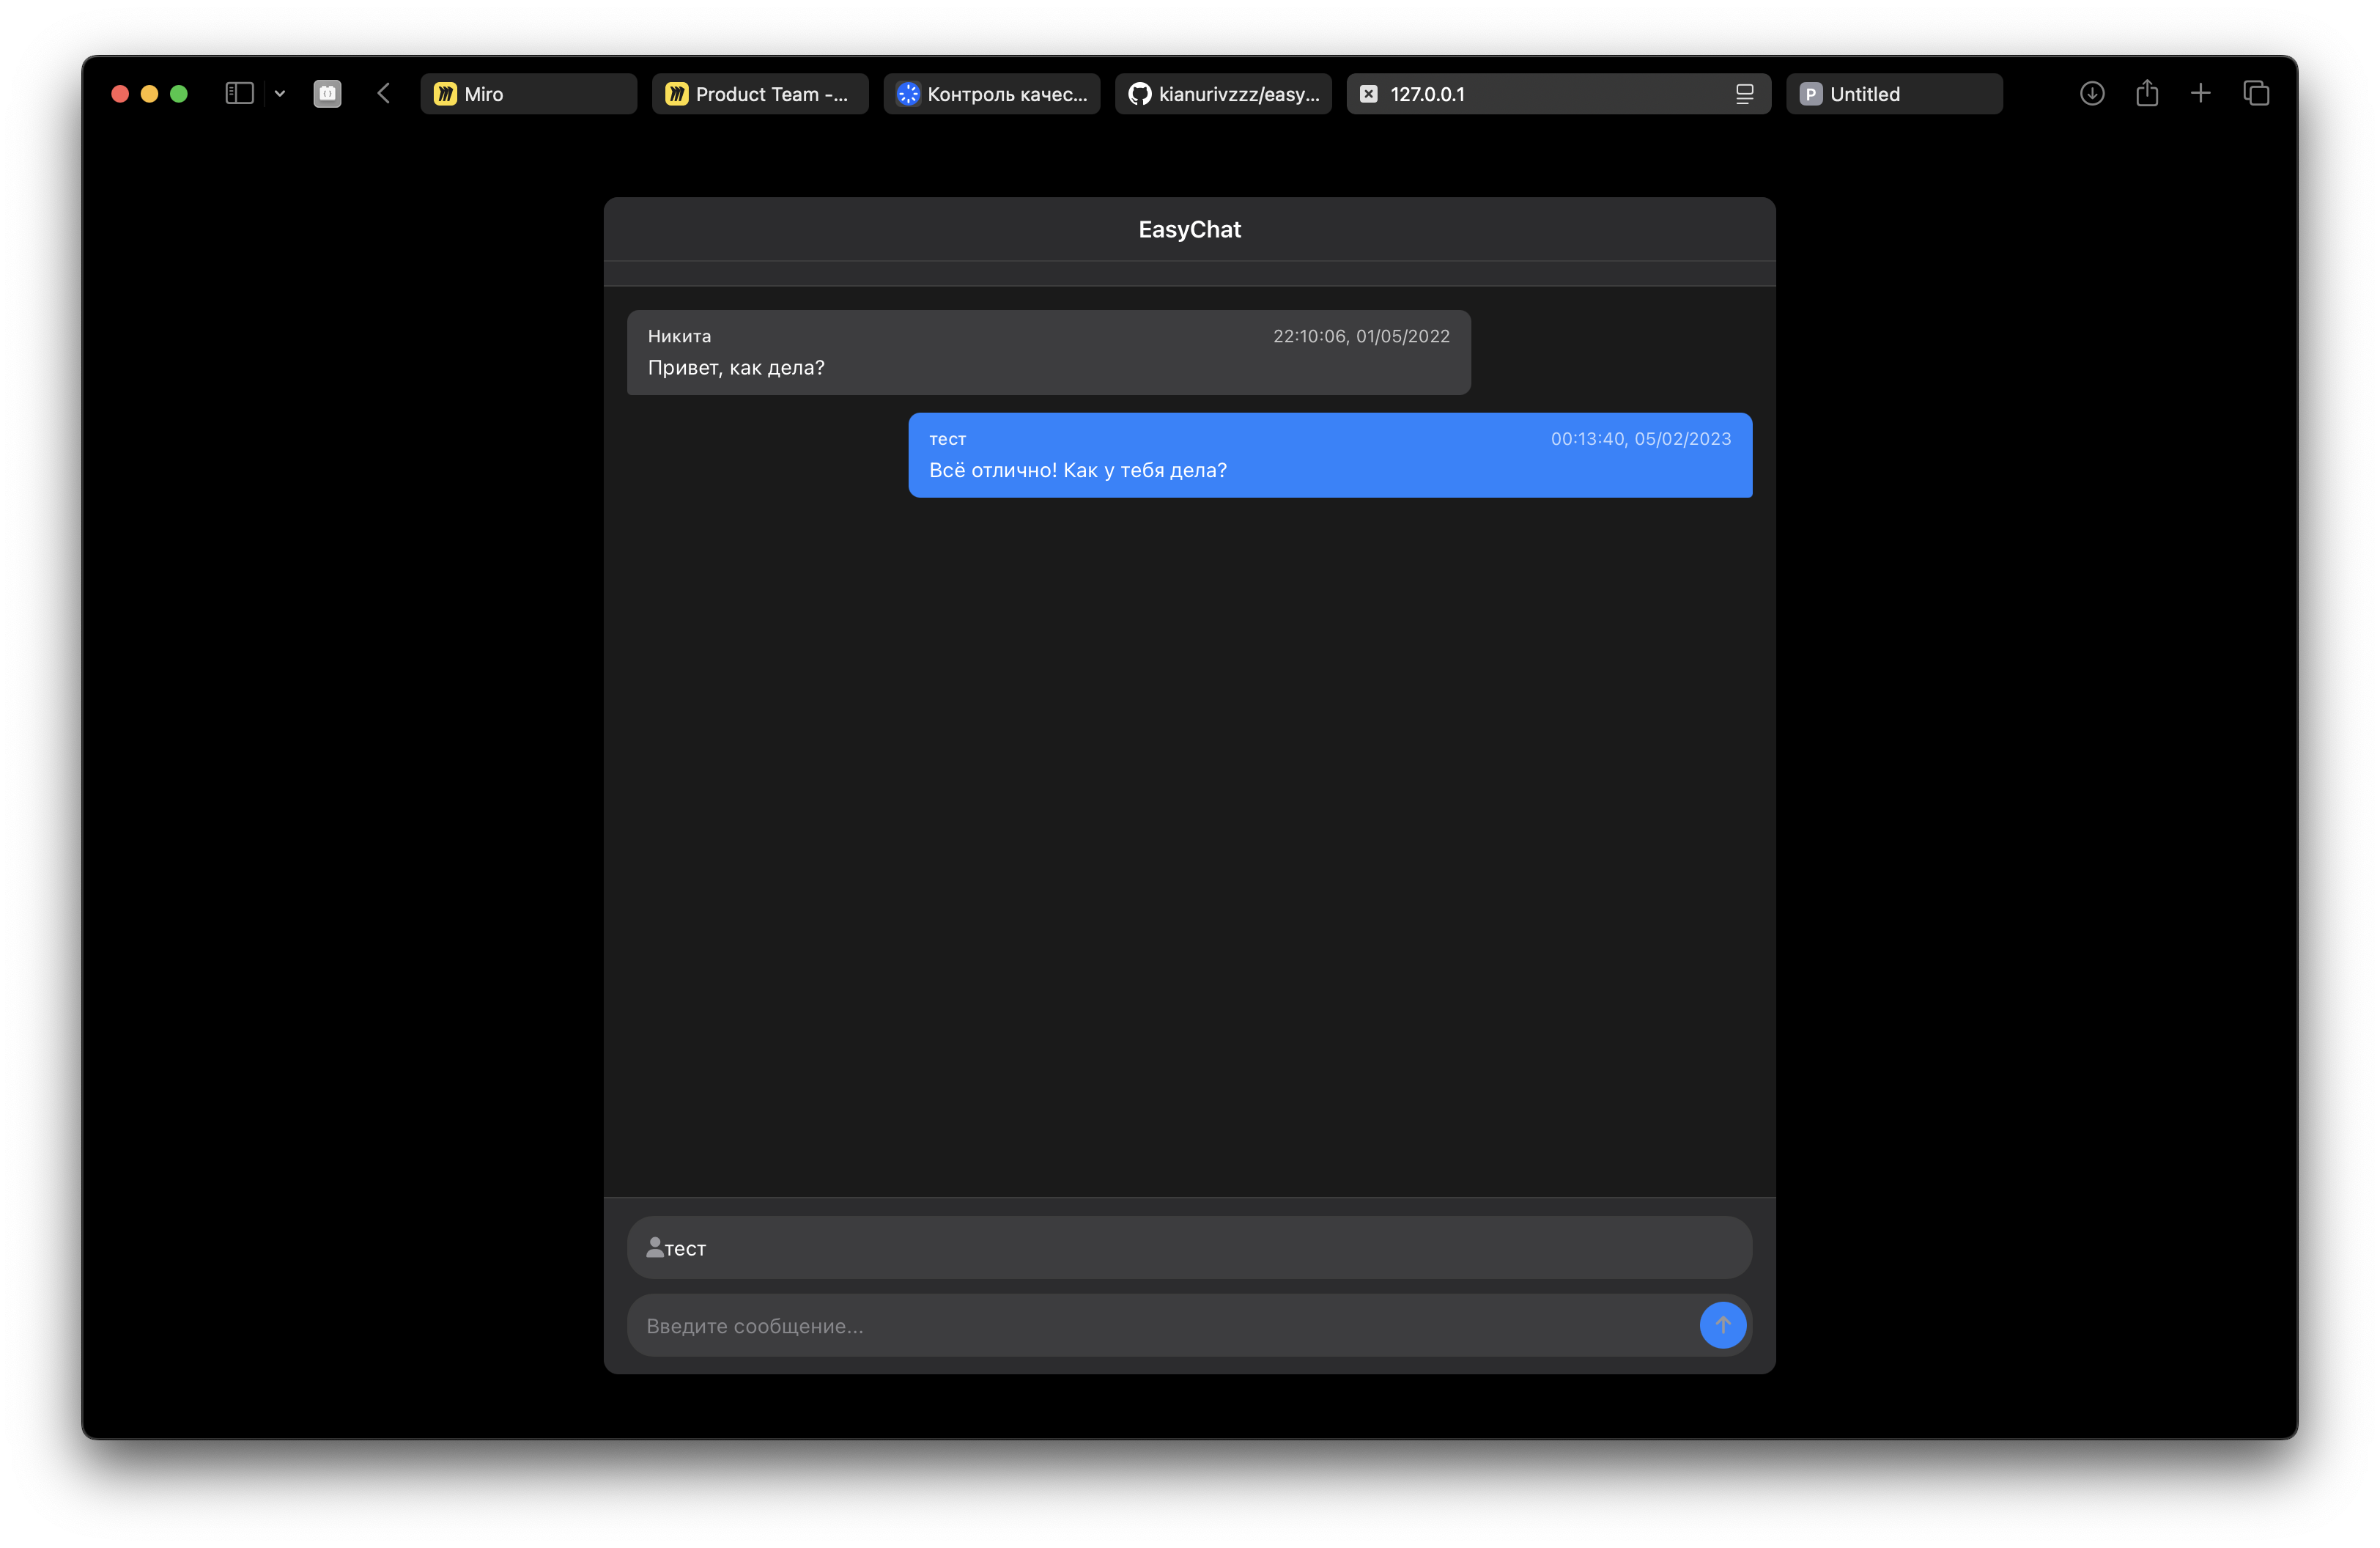 Miro
Product Team -...
Контроль качес...
kianurivzzz/easy...
127.0.0.1
P Untitled
EasyChat
Никита 22:10:06, 01/05/2022
Привет, как дела?
тест 00:13:40, 05/02/2023
Всё отлично! Как у тебя дела?
тест
Введите сообщение...